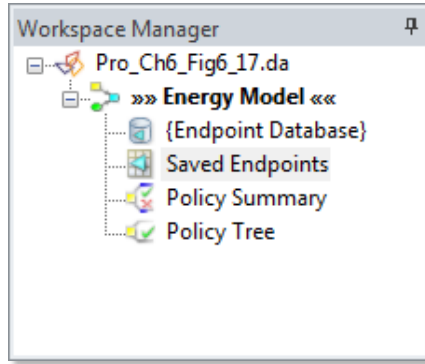 Workspace Manager
Pro_Ch6_Fig6_17.da
»» Energy Model ««
{Endpoint Database}
Saved Endpoints
Policy Summary
Policy Tree